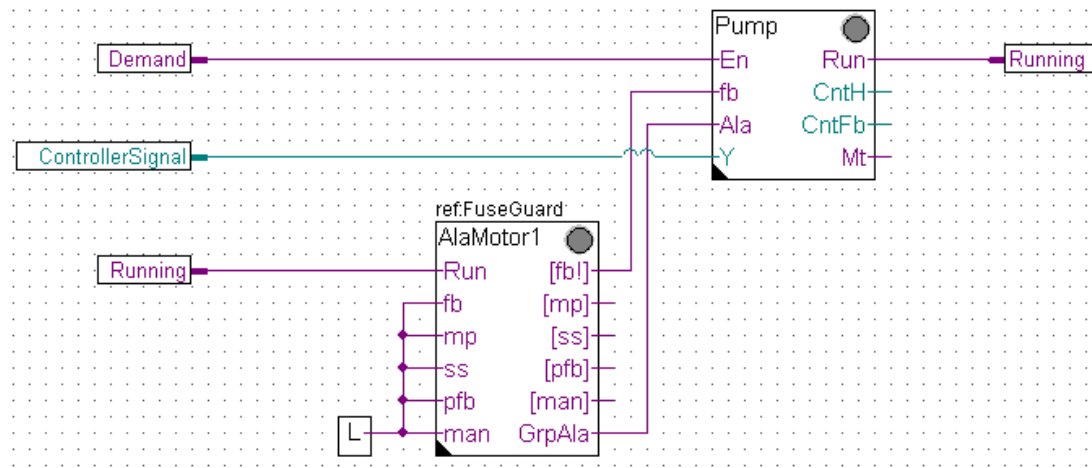 Pump
Demand
En
Run
Running
fb
CntH
Ala
CntFb
ControllerSignal
Y
Mt
ref:FuseGuard
AlaMotor1
Running
Run
[fb!]
fb
[mp]
mp
[ss]
ss
[pfb]
pfb
[man]
L
man
GrpAla